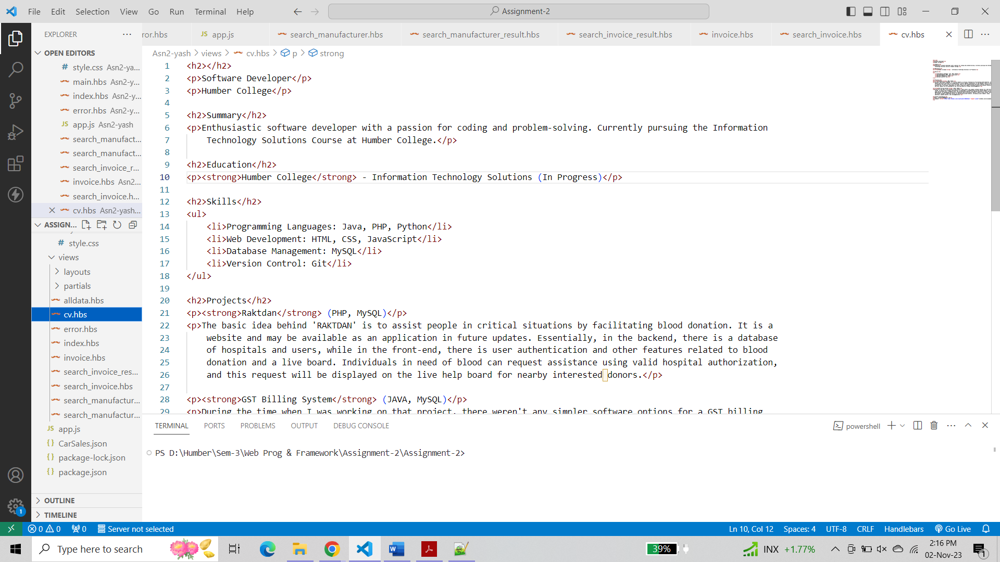 File Edit Selection View Go Run Terminal Help
Assignment-2
EXPLORER
ror.hbs
app.js
search_manufacturer.hbs
search_manufacturer_result.hbs
search_invoice_result.hbs
invoice.hbs
search_invoice.hbs
cv.hbs
Asn2-yash > views > cv.hbs > p > strong
OPEN EDITORS
style.css Asn2-ya...
main.hbs Asn2-y...
index.hbs Asn2-y...
error.hbs Asn2-y...
app.js Asn2-yash
search_manufact...
search_manufact...
search_invoice_r...
invoice.hbs Asn2...
search_invoice.h...
cv.hbs Asn2-yash...
ASSIGN...
style.css
views
layouts
partials
alldata.hbs
cv.hbs
error.hbs
index.hbs
invoice.hbs
search_invoice_res...
search_invoice.hbs
search_manufactur...
search_manufactur...
app.js
CarSales.json
package-lock.json
package.json
OUTLINE
TIMELINE
1 <h2></h2>
2 <p>Software Developer</p>
3 <p>Humber College</p>
4
5 <h2>Summary</h2>
6 <p>Enthusiastic software developer with a passion for coding and problem-solving. Currently pursuing the Information
7 Technology Solutions Course at Humber College.</p>
8
9 <h2>Education</h2>
10 <p><strong>Humber College</strong> - Information Technology Solutions (In Progress)</p>
11
12 <h2>Skills</h2>
13 <ul>
14 <li>Programming Languages: Java, PHP, Python</li>
15 <li>Web Development: HTML, CSS, JavaScript</li>
16 <li>Database Management: MySQL</li>
17 <li>Version Control: Git</li>
18 </ul>
19
20 <h2>Projects</h2>
21 <p><strong>Raktdan</strong> (PHP, MySQL)</p>
22 <p>The basic idea behind 'RAKTDAN' is to assist people in critical situations by facilitating blood donation. It is a
23 website and may be available as an application in future updates. Essentially, in the backend, there is a database
24 of hospitals and users, while in the front-end, there is user authentication and other features related to blood
25 donation and a live board. Individuals in need of blood can request assistance using valid hospital authorization,
26 and this request will be displayed on the live help board for nearby interested donors.</p>
27
28 <p><strong>GST Billing System</strong> (JAVA, MySQL)</p>
29 <p>During the time when I was working on that project, there weren't any simpler software options for a GST billing
TERMINAL PORTS PROBLEMS OUTPUT DEBUG CONSOLE
powershell
PS D:\Humber\Sem-3\Web Prog & Framework\Assignment-2\Assignment-2>
1
0 0 0 Server not selected
Ln 10, Col 12 Spaces: 4 UTF-8 CRLF Handlebars Go Live
Type here to search
39%
INX +1.77%
2:16 PM
02-Nov-23
1